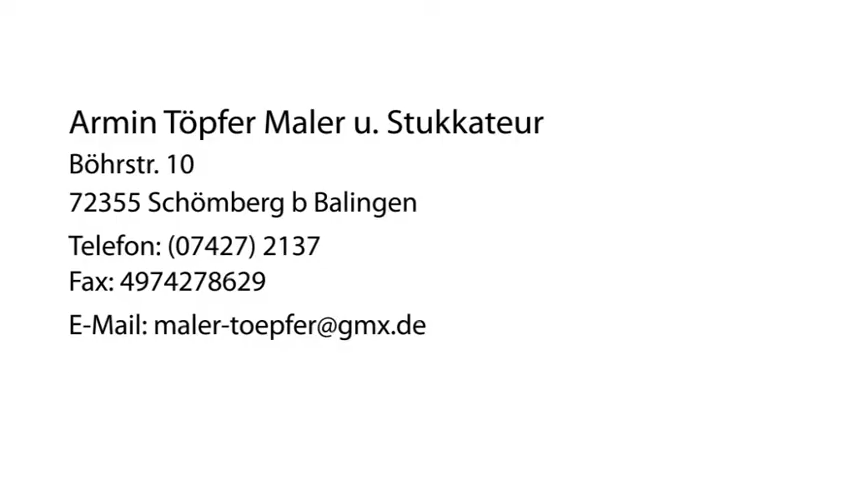 Armin Töpfer Maler u. Stukkateur
Böhrstr. 10
72355 Schömberg b Balingen
Telefon: (07427) 2137
Fax: 4974278629
E-Mail: maler-toepfer@gmx.de